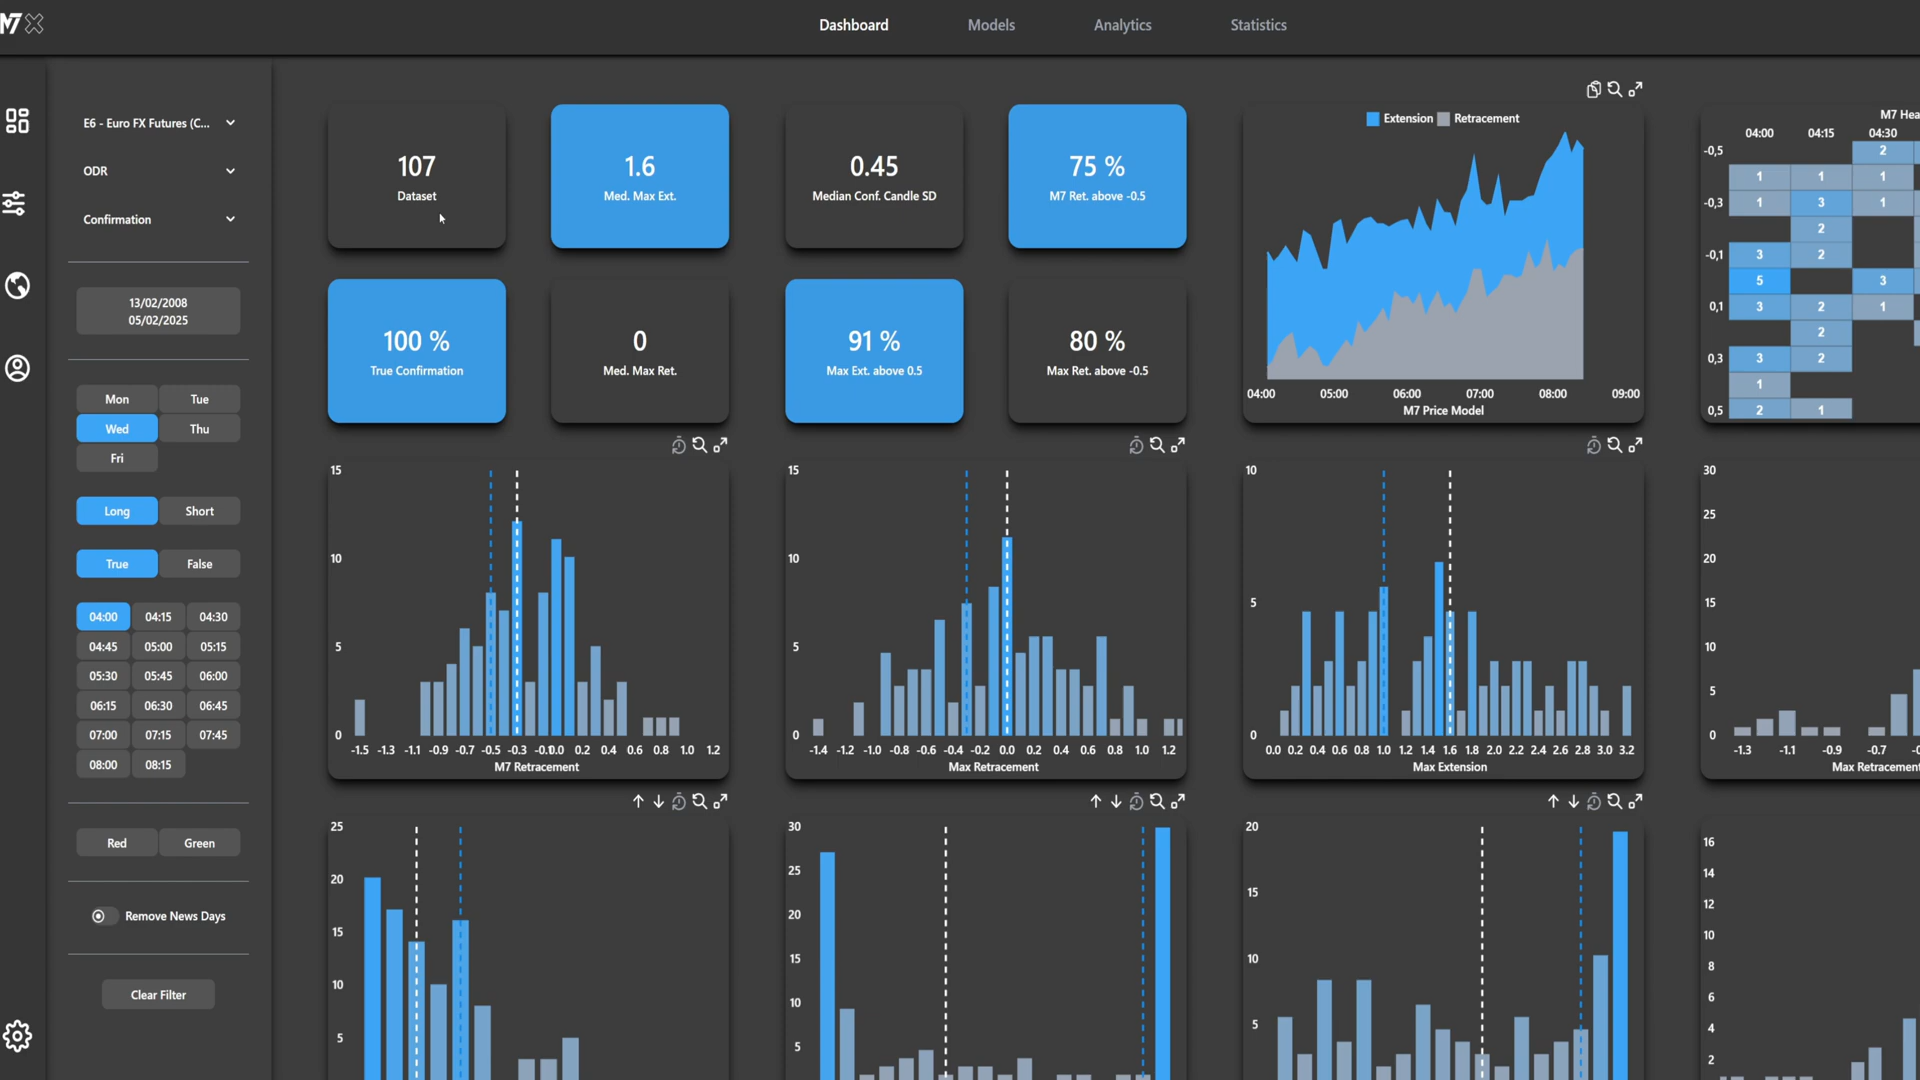 M7
Dashboard Models Analytics Statistics
E6 - Euro FX Futures (C...
ODR
Confirmation
13/02/2008
05/02/2025
Mon Tue
Wed Thu
Fri
Long Short
True False
04:00 04:15 04:30
04:45 05:00 05:15
05:30 05:45 06:00
06:15 06:30 06:45
07:00 07:15 07:45
08:00 08:15
Red Green
Remove News Days
Clear Filter
107
Dataset
1.6
Med. Max Ext.
0.45
Median Conf. Candle SD
75 %
M7 Ret. above -0.5
100 %
True Confirmation
0
Med. Max Ret.
91 %
Max Ext. above 0.5
80 %
Max Ret. above -0.5
Extension Retracement
04:00 05:00 06:00 07:00 08:00 09:00
M7 Price Model
M7 Hea
04:00 04:15 04:30
-0,5 2
1 1 1
-0,3 1 3 1
2
-0,1 3 2
5 3
0,1 3 2 1
2
0,3 3 2
1
0,5 2 1
15
10
5
0
-1.5 -1.3 -1.1 -0.9 -0.7 -0.5 -0.3 0.0 0.2 0.4 0.6 0.8 1.0 1.2
M7 Retracement
15
10
5
0
-1.4 -1.2 -1.0 -0.8 -0.6 -0.4 -0.2 0.0 0.2 0.4 0.6 0.8 1.0 1.2
Max Retracement
10
5
0
0.0 0.2 0.4 0.6 0.8 1.0 1.2 1.4 1.6 1.8 2.0 2.2 2.4 2.6 2.8 3.0 3.2
Max Extension
30
25
20
15
10
5
0
-1.3 -1.1 -0.9 -0.7
Max Retracement
25
20
15
10
5
30
25
20
15
10
5
20
15
10
5
16
14
12
10
8
6
4
2